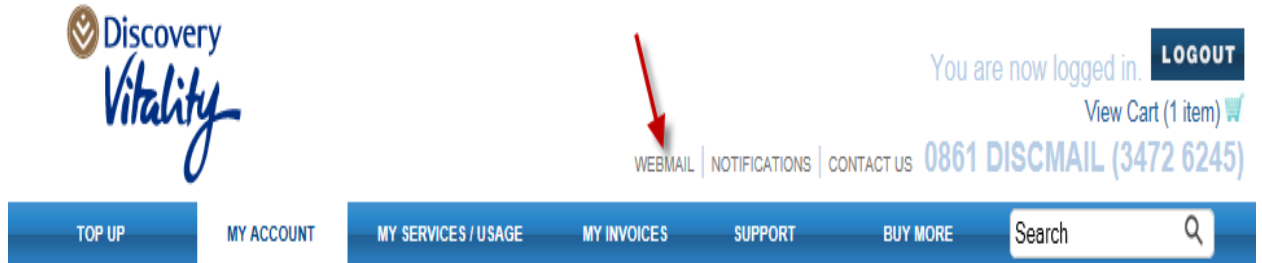 Discovery
Vitality
You are now logged in. LOGOUT
View Cart (1 item)
WEBMAIL | NOTIFICATIONS | CONTACT US 0861 DISCMAIL (3472 6245)
TOP UP MY ACCOUNT MY SERVICES / USAGE MY INVOICES SUPPORT BUY MORE Search